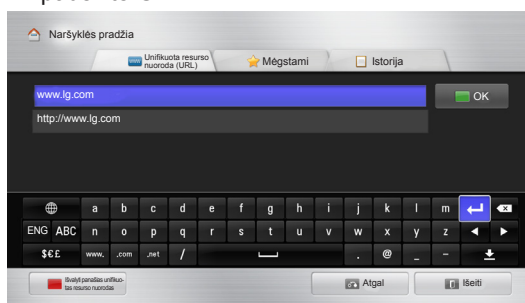 Naršyklės pradžia
Unifikuota resurso
nuoroda (URL)
Mėgstami
Istorija
www.lg.com
OK
http://www.lg.com
a b c d e f g h i j k l m
ENG ABC n o p q r s t u v w x y z
$€£ www. .com .net / . @ _ -
Išvalyti panašias unifikuo-
tas resurso nuorodas
Atgal
Išeiti